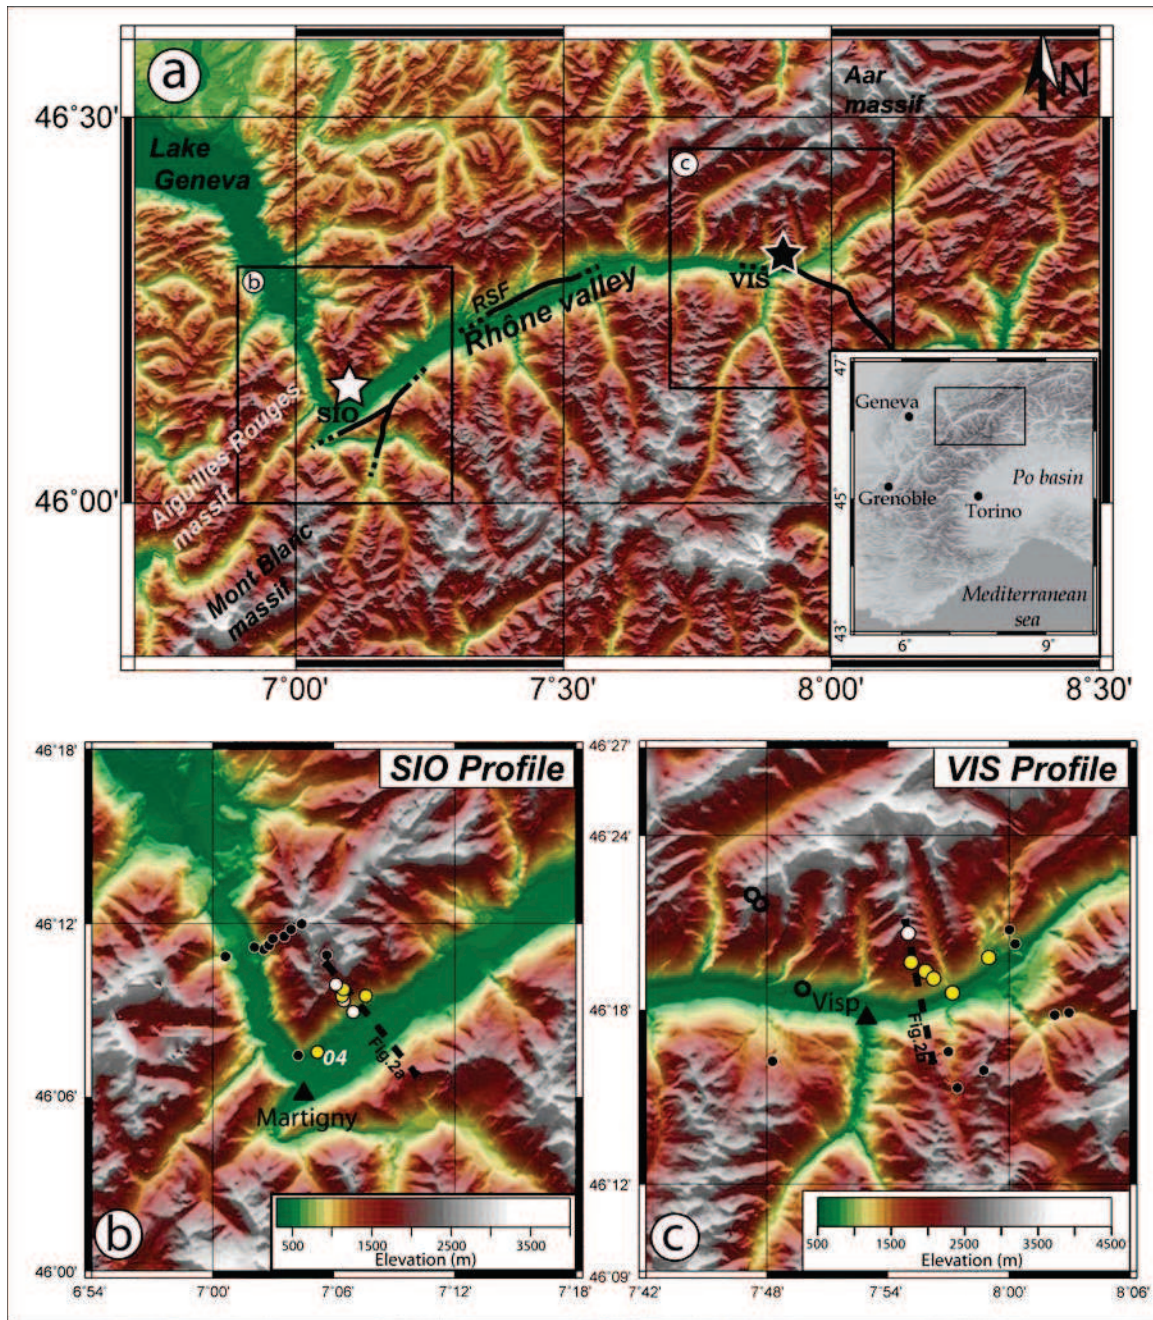 a
Aar
massif
N
46°30'
Lake
Geneva
c
b
VIS
RSF
Rhône valley
SIO
Aiguilles Rouges
massif
46°00'
Mont Blanc
massif
47°
Geneva
Po basin
45°
Grenoble
Torino
Mediterranean
sea
43°
6°
9°
7°00'
7°30'
8°00'
8°30'
SIO Profile
46°18'
46°12'
46°06'
46°00'
04
Fig.2a
Martigny
b
500
1500
2500
3500
Elevation (m)
6°54'
7°00'
7°06'
7°12'
7°18'
VIS Profile
46°27'
46°24'
46°18'
46°12'
46°09'
Visp
Fig.2b
c
500
1500
2500
3500
4500
Elevation (m)
7°42'
7°48'
7°54'
8°00'
8°06'